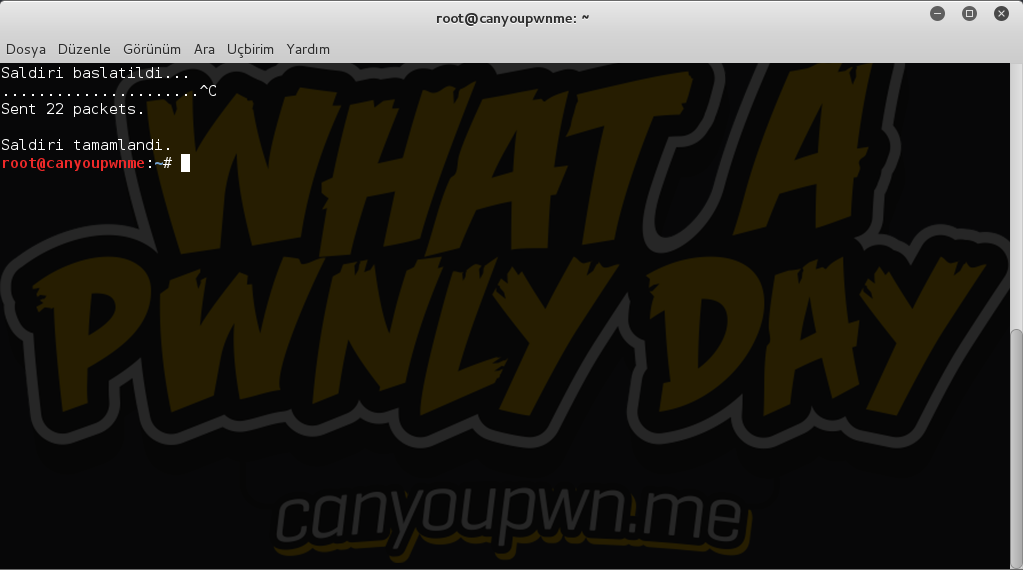 root@canyoupwnme: ~
Dosya Düzenle Görünüm Ara Uçbirim Yardım
Saldiri baslatildi...
......................^C
Sent 22 packets.
Saldiri tamamlandi.
root@canyoupwnme:~#
WHAT A
PWNLY DAY
canyoupwn.me